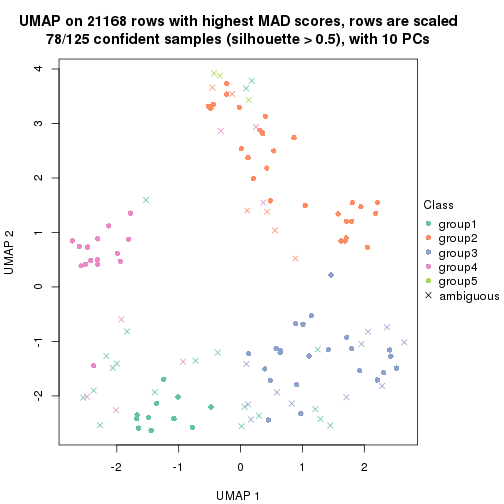 UMAP on 21168 rows with highest MAD scores, rows are scaled
78/125 confident samples (silhouette > 0.5), with 10 PCs
4
3
2
1
0
-1
-2
UMAP 2
-2
-1
0
1
2
UMAP 1
Class
group1
group2
group3
group4
group5
ambiguous